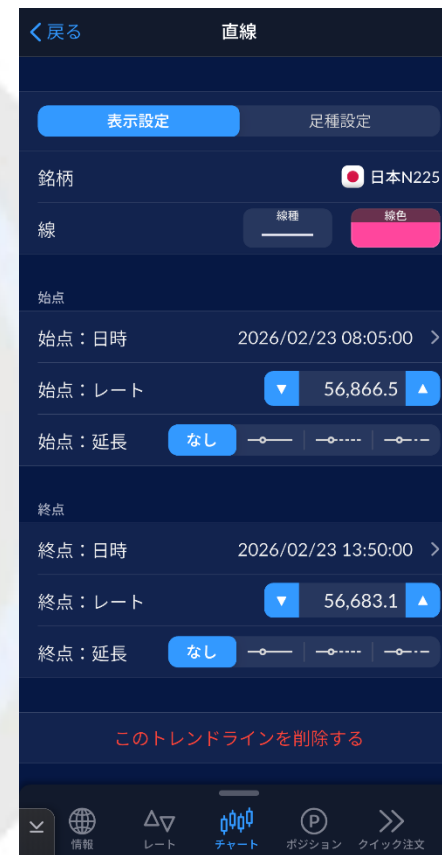 戻る 直線
表示設定 足種設定
銘柄 日本N225
線 線種 線色
始点
始点：日時 2026/02/23 08:05:00
始点：レート ▼ 56,866.5 ▲
始点：延長 なし
終点
終点：日時 2026/02/23 13:50:00
終点：レート ▼ 56,683.1 ▲
終点：延長 なし
このトレンドラインを削除する
情報 レート チャート P ポジション クイック注文